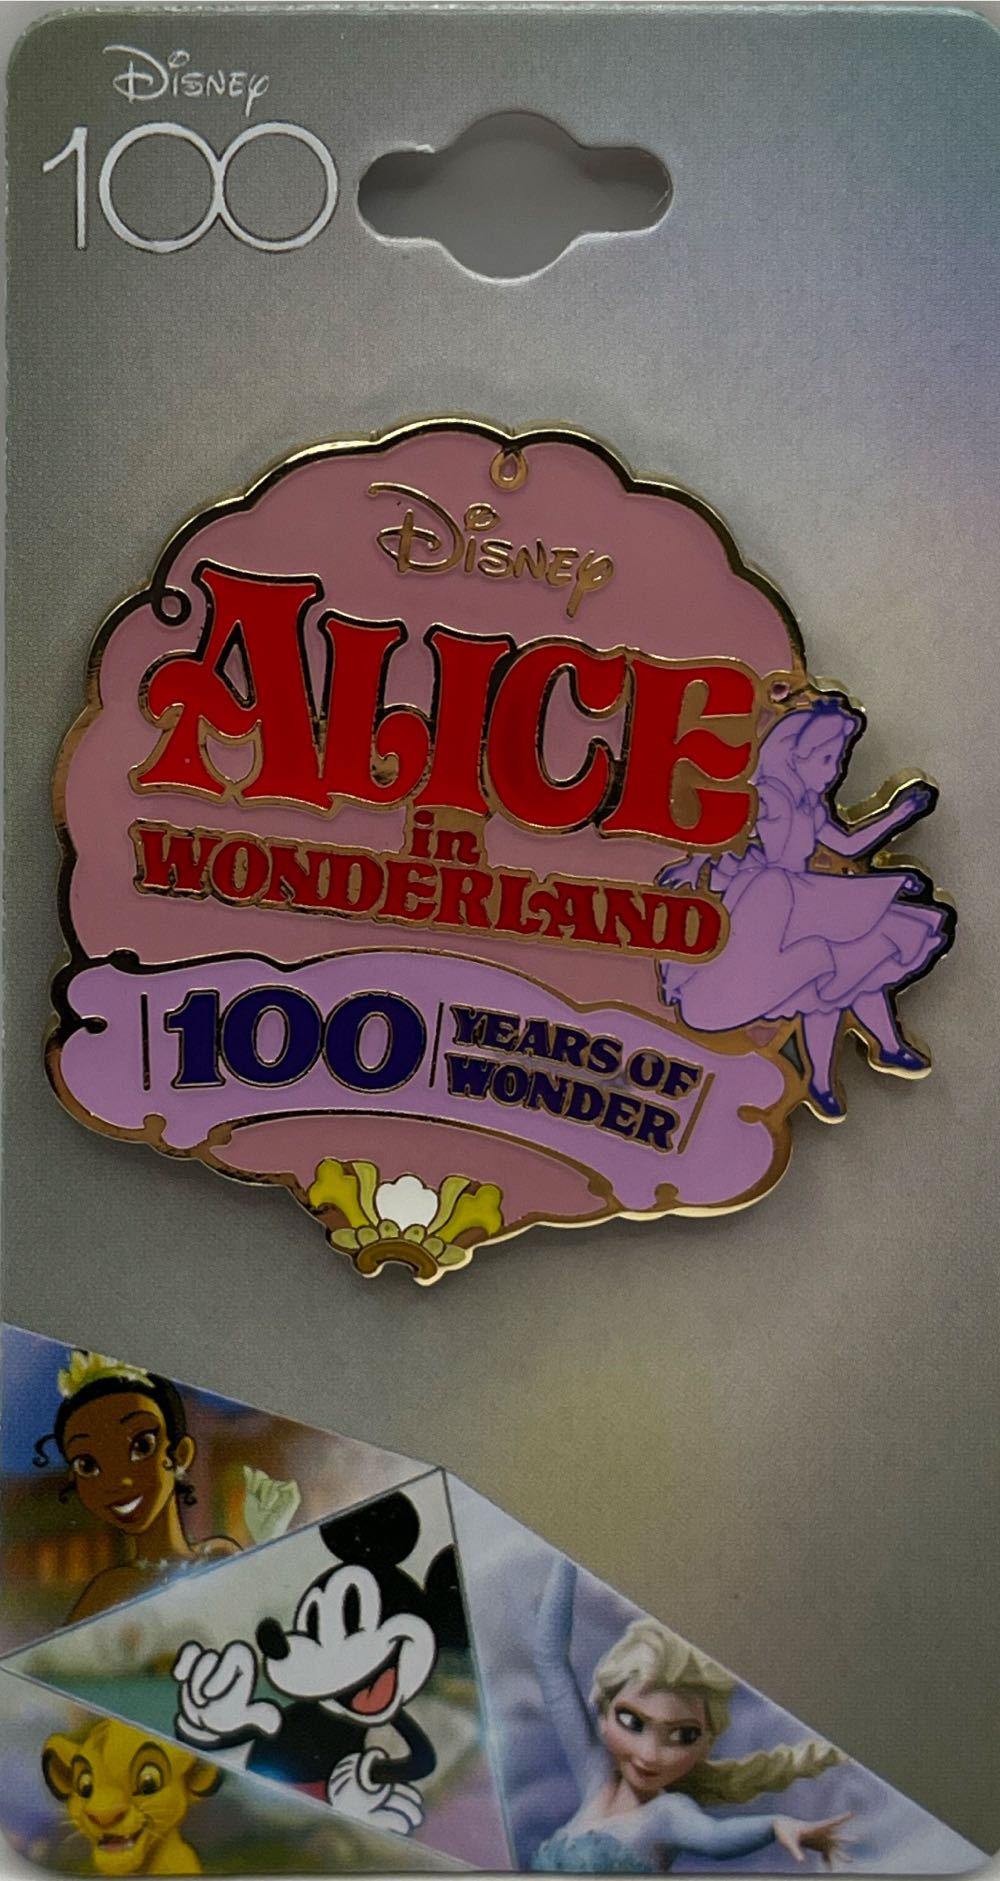 Disney
100
Disney
ALICE
in
WONDERLAND
100 YEARS OF
WONDER